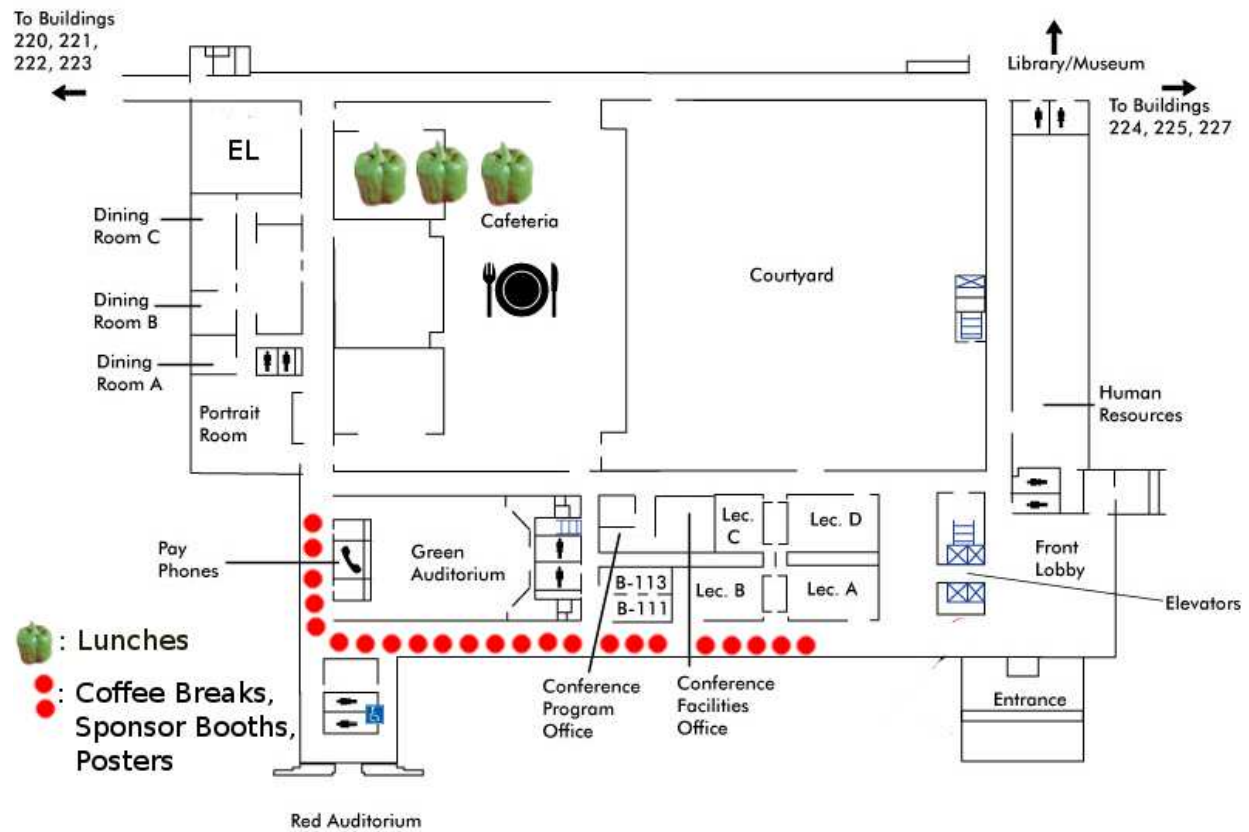 To Buildings
220, 221,
222, 223
Library/Museum
To Buildings
224, 225, 227
EL
Dining
Room C
Cafeteria
Courtyard
Dining
Room B
Dining
Room A
Portrait
Room
Human
Resources
Pay
Phones
Green
Auditorium
Lec.
C
Lec. D
B-113
B-111
Lec. B
Lec. A
Front
Lobby
Elevators
: Lunches
: Coffee Breaks,
Sponsor Booths,
Posters
Conference
Program
Office
Conference
Facilities
Office
Entrance
Red Auditorium